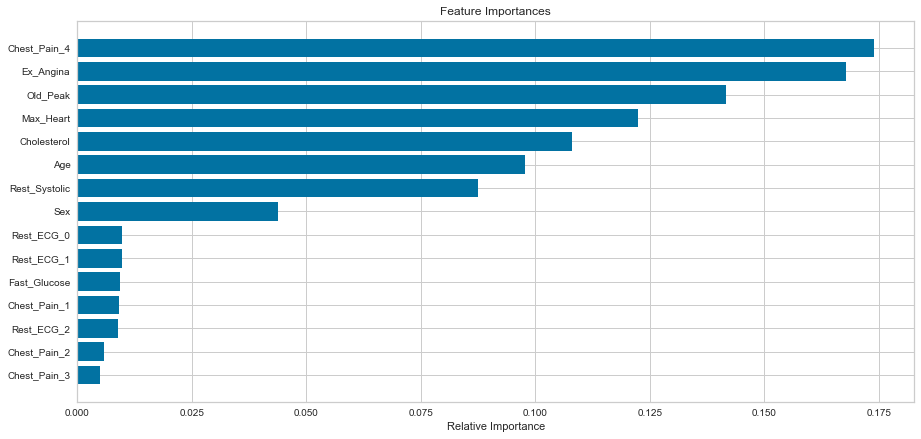 Feature Importances
Chest_Pain_4
Ex_Angina
Old_Peak
Max_Heart
Cholesterol
Age
Rest_Systolic
Sex
Rest_ECG_0
Rest_ECG_1
Fast_Glucose
Chest_Pain_1
Rest_ECG_2
Chest_Pain_2
Chest_Pain_3
0.000 0.025 0.050 0.075 0.100 0.125 0.150 0.175
Relative Importance